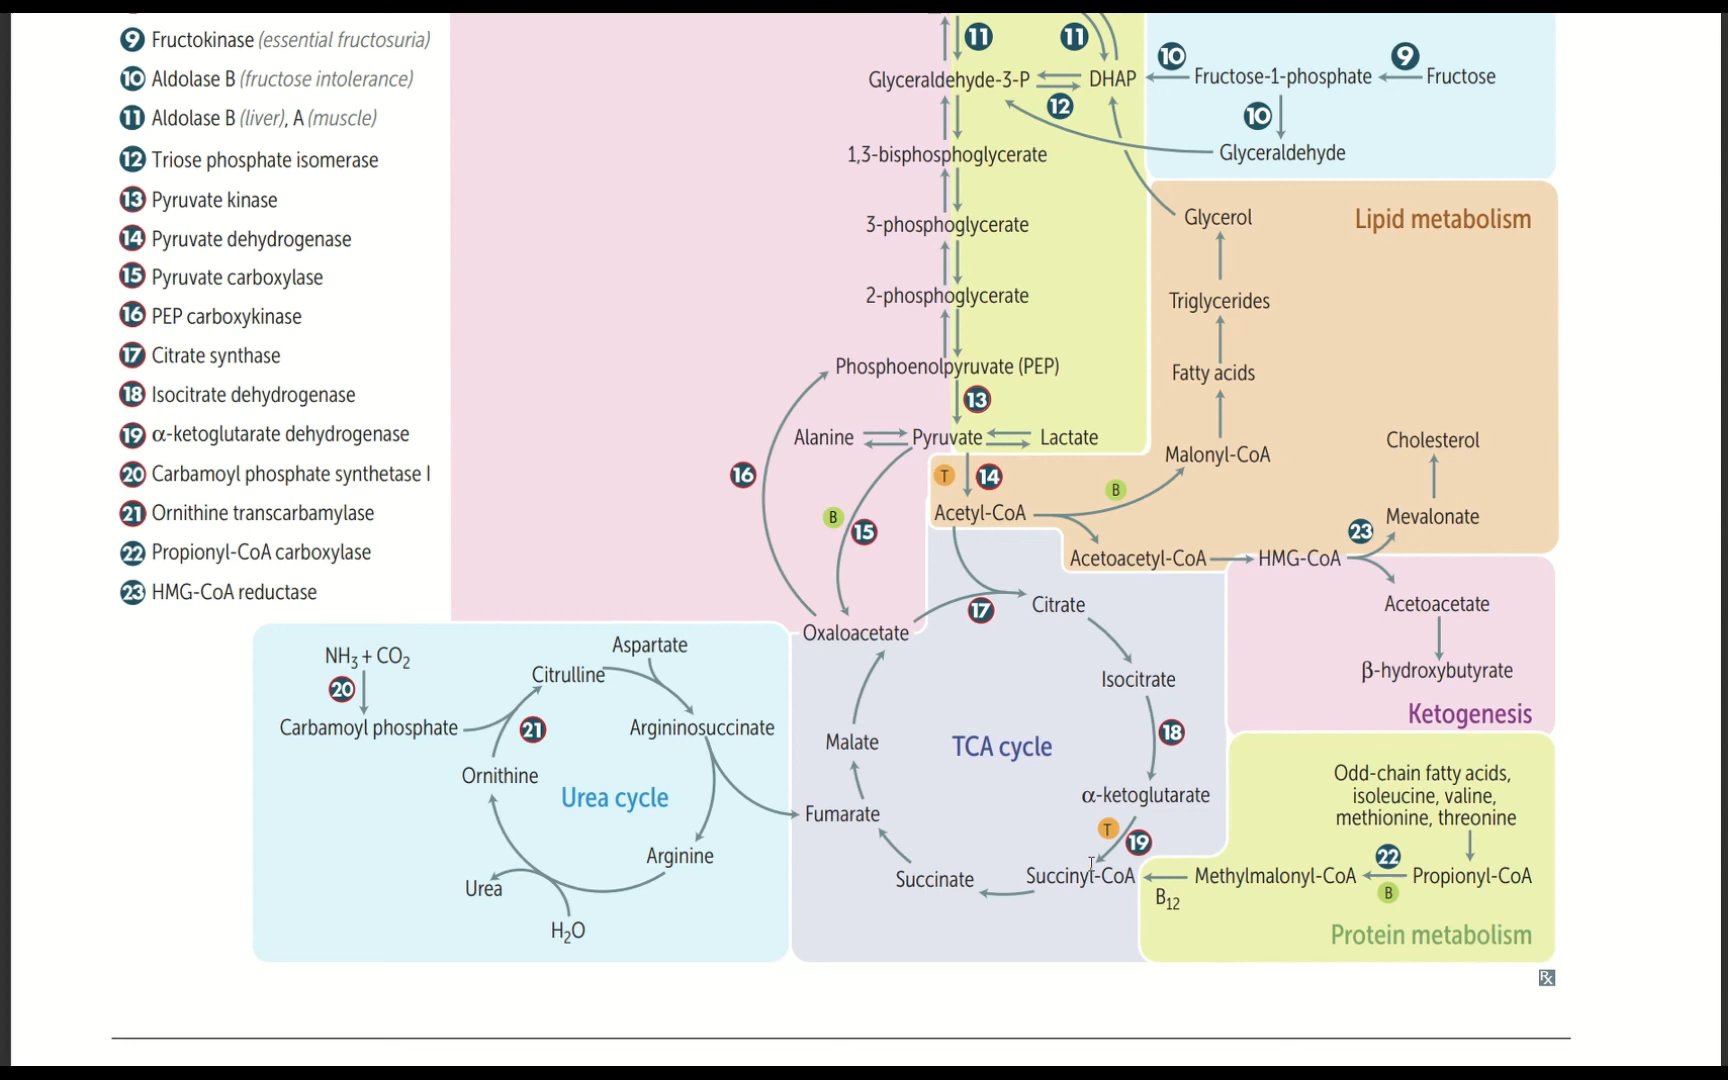 9 Fructokinase (essential fructosuria)
10 Aldolase B (fructose intolerance)
11 Aldolase B (liver), A (muscle)
12 Triose phosphate isomerase
13 Pyruvate kinase
14 Pyruvate dehydrogenase
15 Pyruvate carboxylase
16 PEP carboxykinase
17 Citrate synthase
18 Isocitrate dehydrogenase
19 α-ketoglutarate dehydrogenase
20 Carbamoyl phosphate synthetase I
21 Ornithine transcarbamylase
22 Propionyl-CoA carboxylase
23 HMG-CoA reductase
11 11
Glyceraldehyde-3-P DHAP 10 Fructose-1-phosphate 9 Fructose
12
10
Glyceraldehyde
1,3-bisphosphoglycerate
3-phosphoglycerate
2-phosphoglycerate
Phosphoenolpyruvate (PEP)
13
Alanine Pyruvate Lactate
16
T 14
B 15
Acetyl-CoA
Oxaloacetate
Lipid metabolism
Glycerol
Triglycerides
Fatty acids
Malonyl-CoA
B
Cholesterol
Mevalonate
23
Acetoacetyl-CoA HMG-CoA
Acetoacetate
β-hydroxybutyrate
Ketogenesis
17
Citrate
Isocitrate
18
TCA cycle
α-ketoglutarate
T 19
Succinyl-CoA
Succinate
Fumarate
Malate
NH3 + CO2
20
Carbamoyl phosphate
21
Citrulline
Aspartate
Argininosuccinate
Ornithine
Urea cycle
Arginine
Urea
H2O
Odd-chain fatty acids,
isoleucine, valine,
methionine, threonine
22
Methylmalonyl-CoA Propionyl-CoA
B12
B
Protein metabolism
Rx